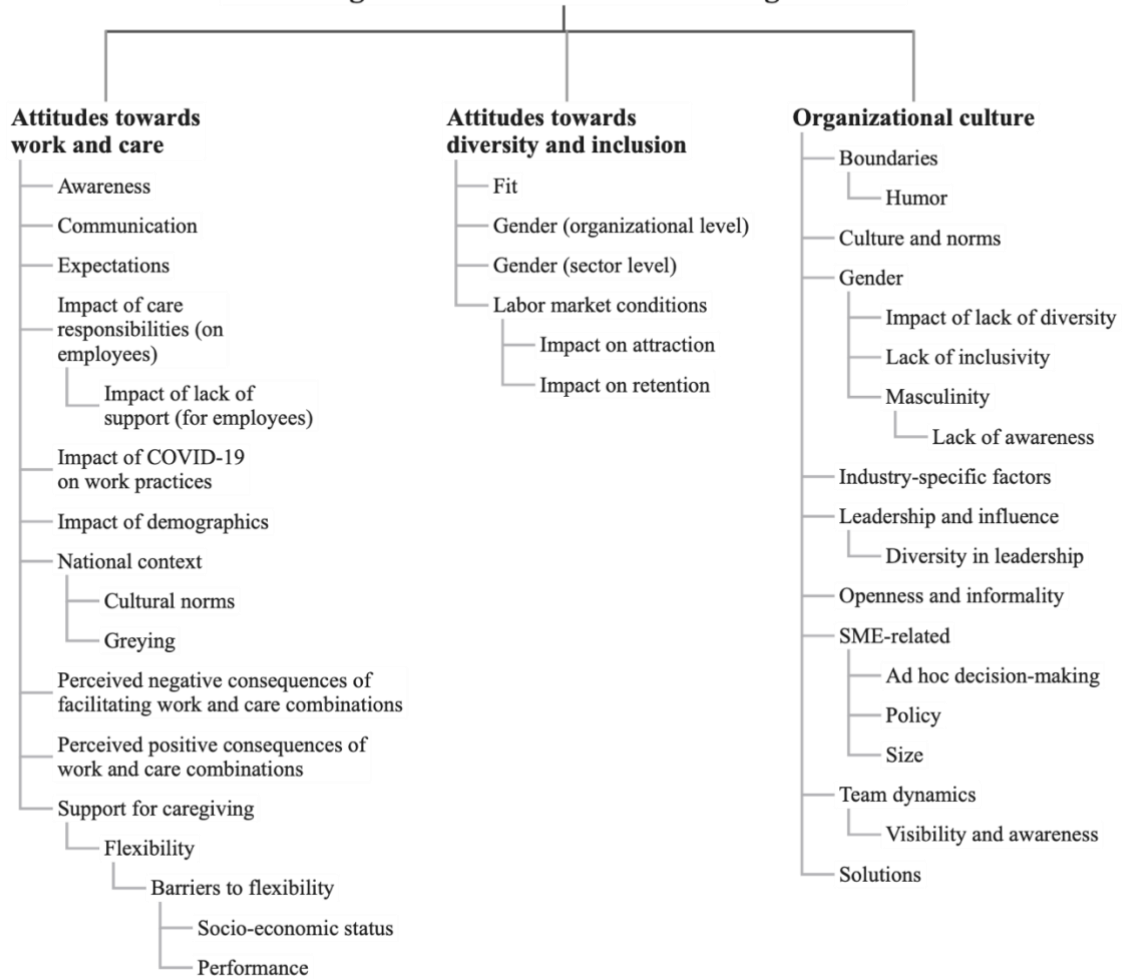 Attitudes towards
work and care
Awareness
Communication
Expectations
Impact of care
responsibilities (on
employees)
Impact of lack of
support (for employees)
Impact of COVID-19
on work practices
Impact of demographics
National context
Cultural norms
Greying
Perceived negative consequences of
facilitating work and care combinations
Perceived positive consequences of
work and care combinations
Support for caregiving
Flexibility
Barriers to flexibility
Socio-economic status
Performance
Attitudes towards
diversity and inclusion
Fit
Gender (organizational level)
Gender (sector level)
Labor market conditions
Impact on attraction
Impact on retention
Organizational culture
Boundaries
Humor
Culture and norms
Gender
Impact of lack of diversity
Lack of inclusivity
Masculinity
Lack of awareness
Industry-specific factors
Leadership and influence
Diversity in leadership
Openness and informality
SME-related
Ad hoc decision-making
Policy
Size
Team dynamics
Visibility and awareness
Solutions